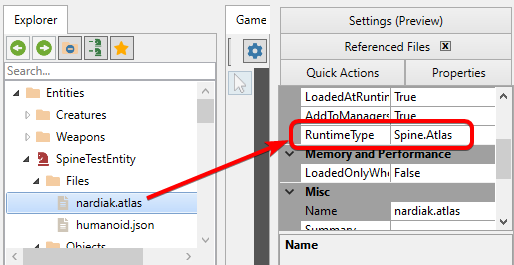 Explorer
Search...
Entities
Creatures
Weapons
SpineTestEntity
Files
nardiak.atlas
humanoid.json
Objects
Game
Settings (Preview)
Referenced Files
Quick Actions
Properties
LoadedAtRuntin
True
AddToManagers
True
RuntimeType
Spine.Atlas
Memory and Performance
LoadedOnlyWhe
False
Misc
Name
nardiak.atlas
Summary
Name